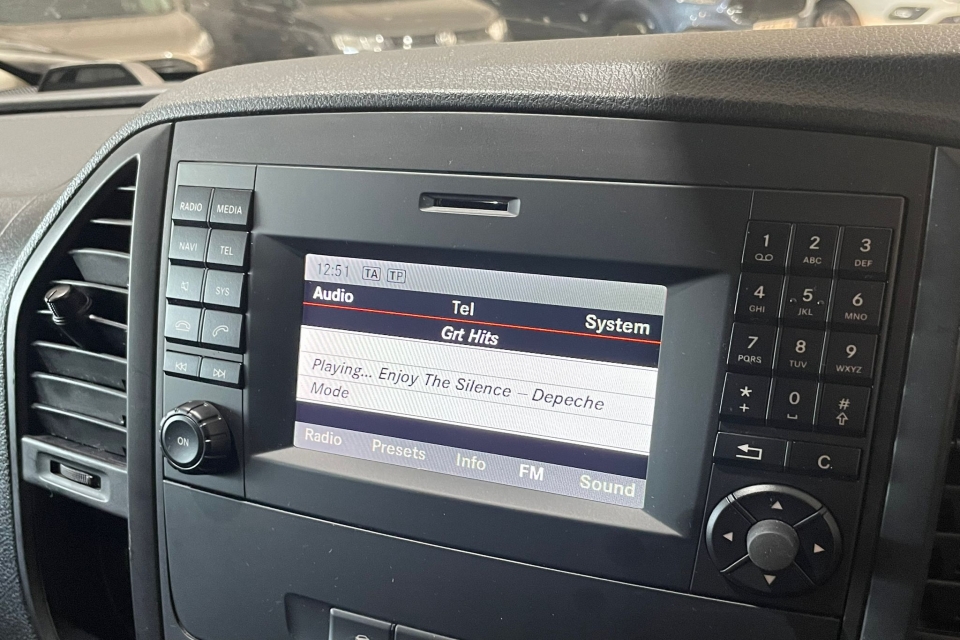 RADIO MEDIA
NAVI TEL
SYS
ON
12:51 TA TP
Audio Tel System
Grt Hits
Playing... Enjoy The Silence – Depeche
Mode
Radio Presets Info FM Sound
1 2 ABC 3 DEF
4 GHI 5 JKL 6 MNO
7 PQRS 8 TUV 9 WXYZ
* + 0 #
C